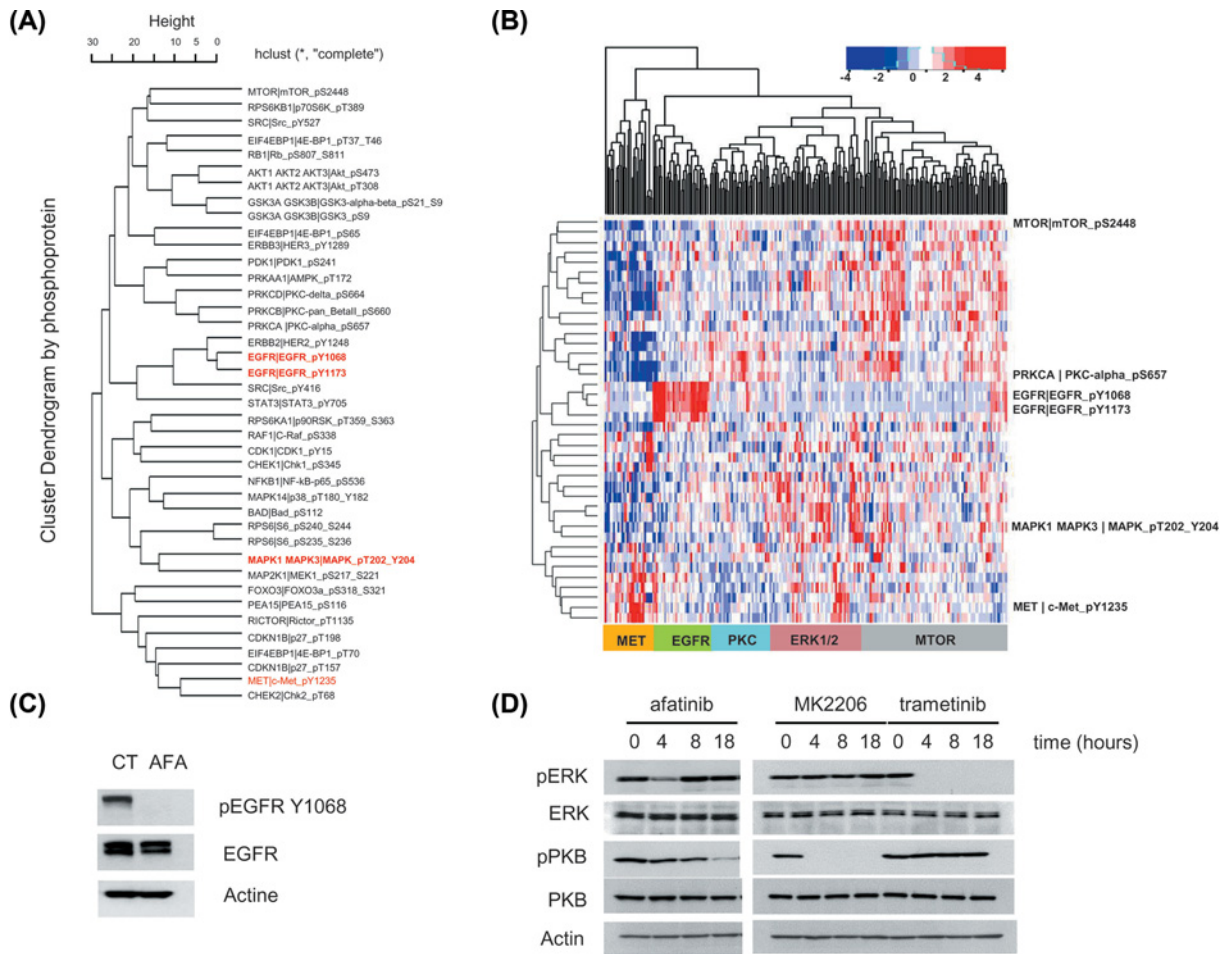 (A)
Height
30 20 10 5 0
hclust (*, "complete")
Cluster Dendrogram by phosphoprotein
MTOR|mTOR_pS2448
RPS6KB1|p70S6K_pT389
SRC|Src_pY527
EIF4EBP1|4E-BP1_pT37_T46
RB1|Rb_pS807_S811
AKT1 AKT2 AKT3|Akt_pS473
AKT1 AKT2 AKT3|Akt_pT308
GSK3A GSK3B|GSK3-alpha-beta_pS21_S9
GSK3A GSK3B|GSK3_pS9
EIF4EBP1|4E-BP1_pS65
ERBB3|HER3_pY1289
PDK1|PDK1_pS241
PRKAA1|AMPK_pT172
PRKCD|PKC-delta_pS664
PRKCB|PKC-pan_BetaII_pS660
PRKCA |PKC-alpha_pS657
ERBB2|HER2_pY1248
EGFR|EGFR_pY1068
EGFR|EGFR_pY1173
SRC|Src_pY416
STAT3|STAT3_pY705
RPS6KA1|p90RSK_pT359_S363
RAF1|C-Raf_pS338
CDK1|CDK1_pY15
CHEK1|Chk1_pS345
NFKB1|NF-kB-p65_pS536
MAPK14|p38_pT180_Y182
BAD|Bad_pS112
RPS6|S6_pS240_S244
RPS6|S6_pS235_S236
MAPK1 MAPK3|MAPK_pT202_Y204
MAP2K1|MEK1_pS217_S221
FOXO3|FOXO3a_pS318_S321
PEA15|PEA15_pS116
RICTOR|Rictor_pT1135
CDKN1B|p27_pT198
EIF4EBP1|4E-BP1_pT70
CDKN1B|p27_pT157
MET|c-Met_pY1235
CHEK2|Chk2_pT68
(B)
-4 -2 0 2 4
MTOR|mTOR_pS2448
PRKCA | PKC-alpha_pS657
EGFR|EGFR_pY1068
EGFR|EGFR_pY1173
MAPK1 MAPK3 | MAPK_pT202_Y204
MET | c-Met_pY1235
MET EGFR PKC ERK1/2 MTOR
(C)
CT AFA
pEGFR Y1068
EGFR
Actine
(D)
afatinib MK2206 trametinib
0 4 8 18 0 4 8 18 0 4 8 18 time (hours)
pERK
ERK
pPKB
PKB
Actin